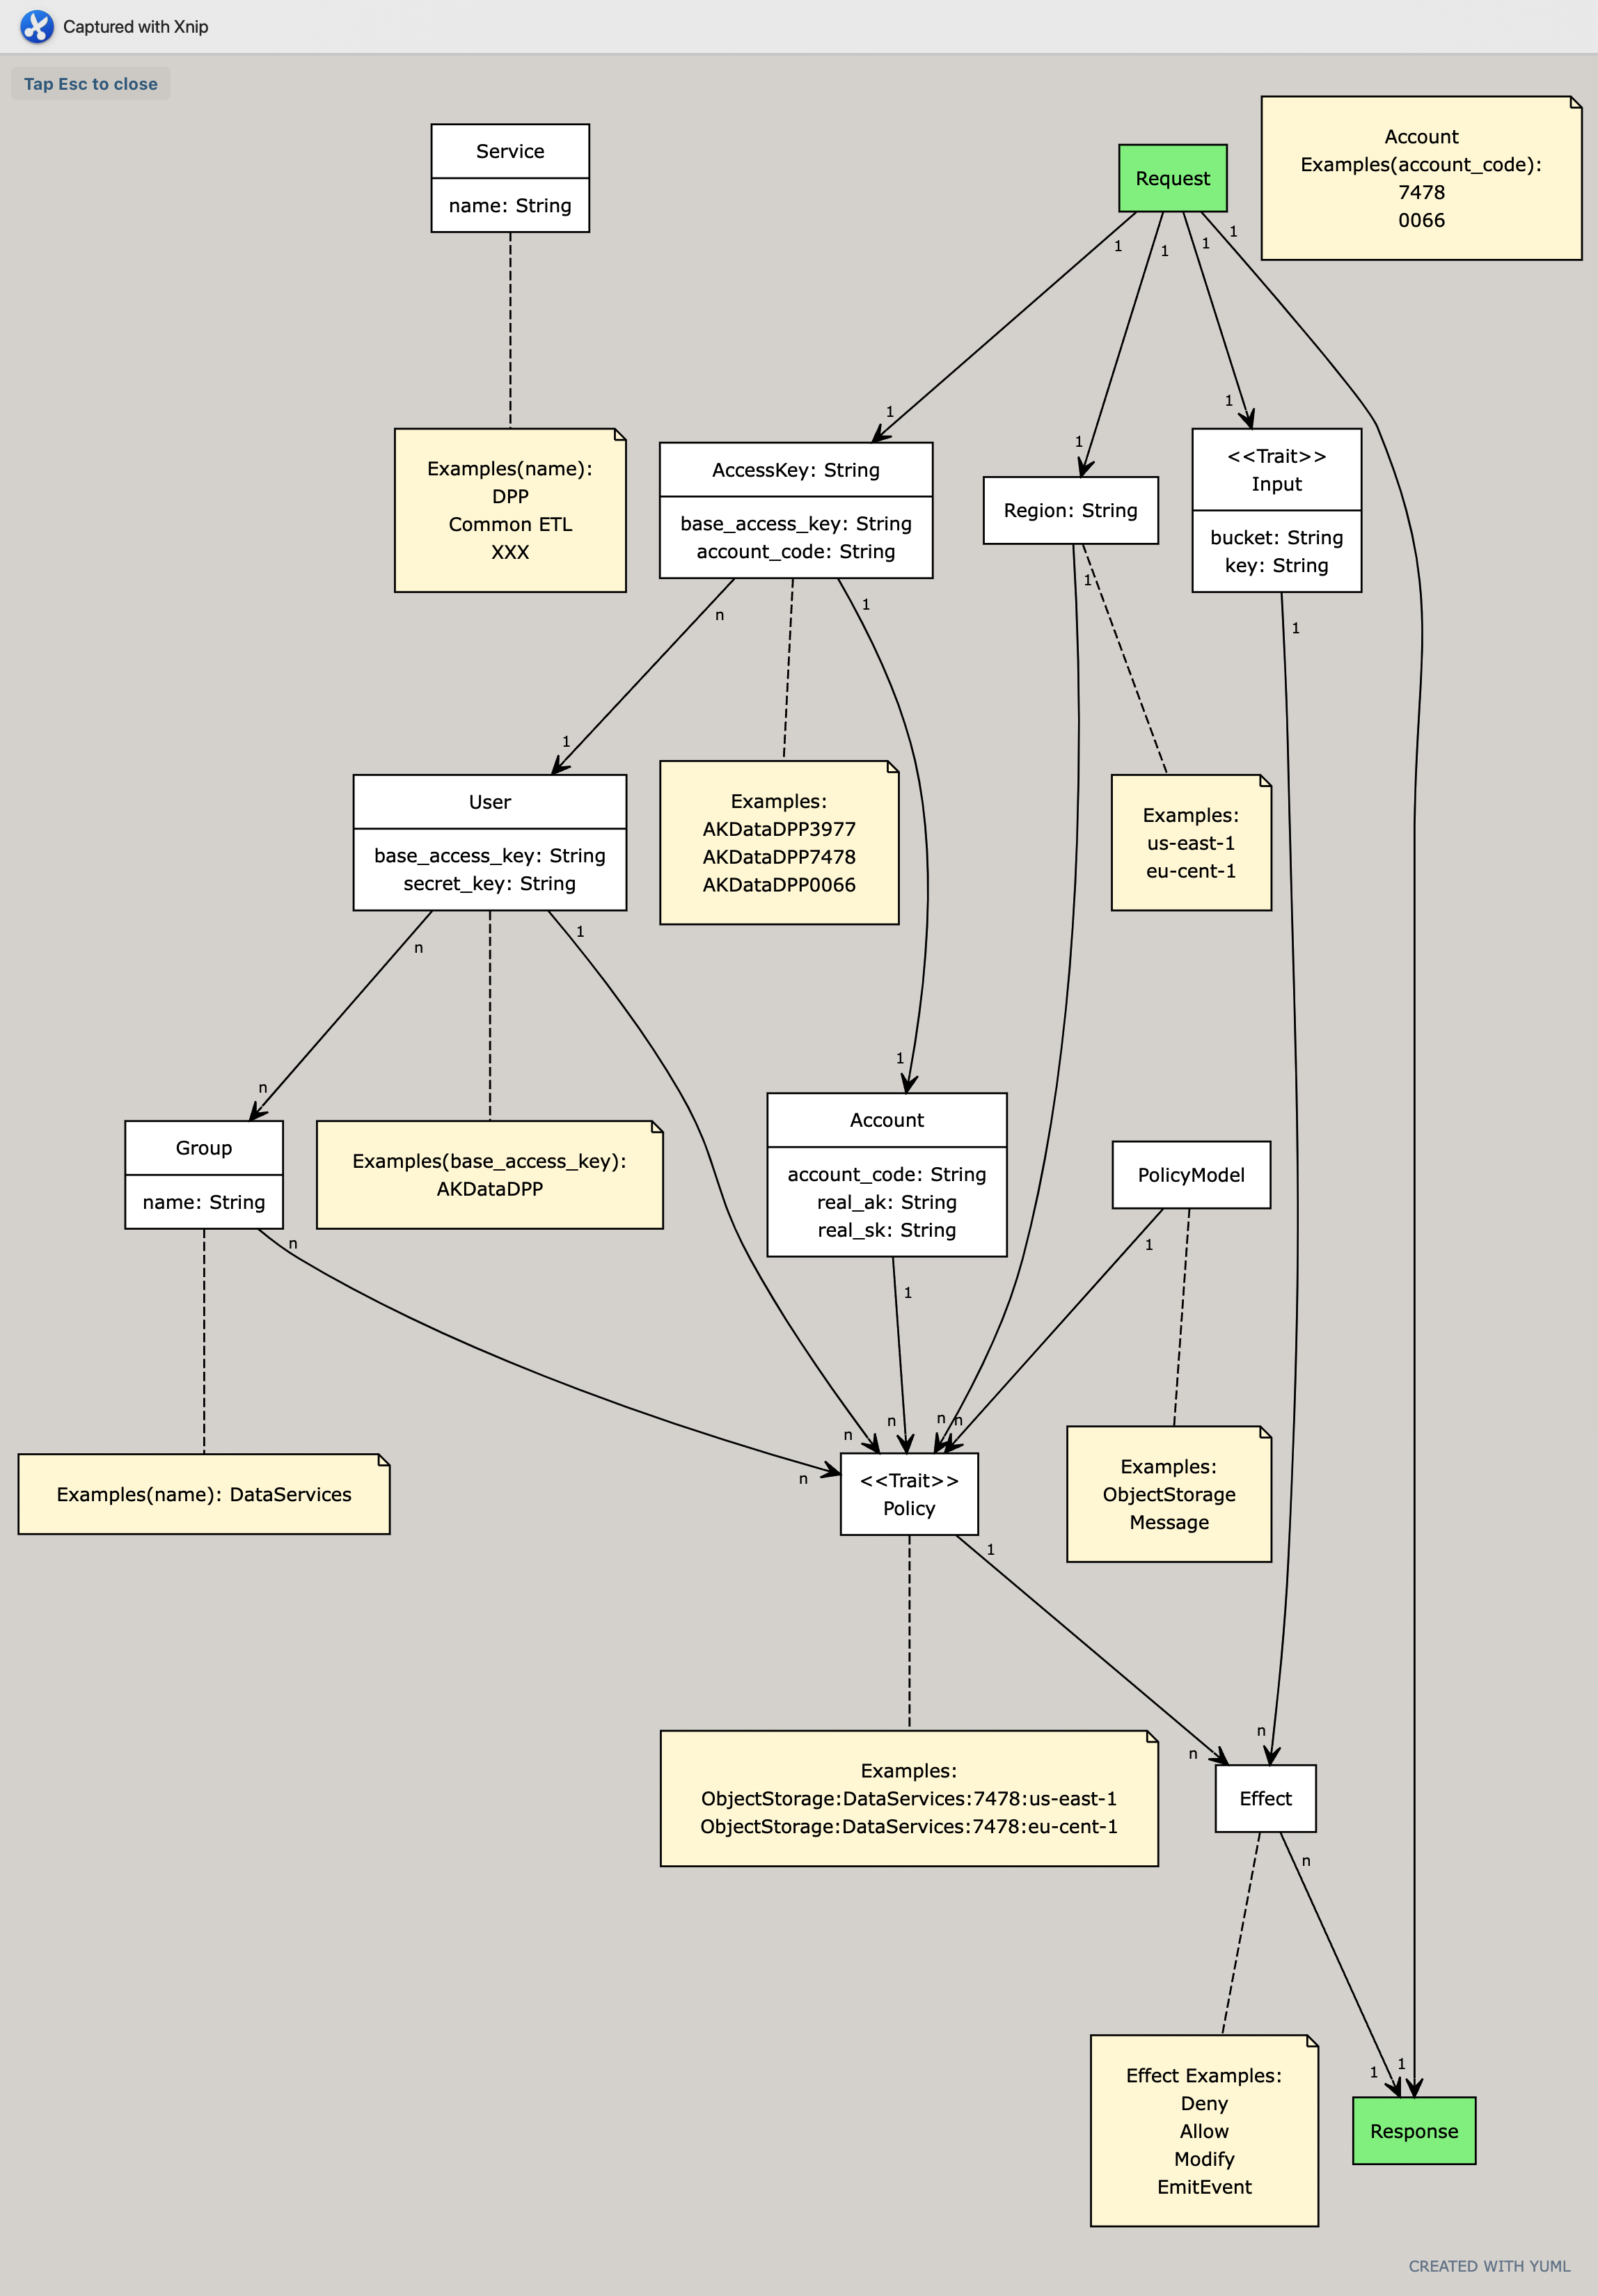 Captured with Xnip
Tap Esc to close
Account
Examples(account_code):
7478
0066
Service
name: String
Request
1
1
1
1
1
1
1
Examples(name):
DPP
Common ETL
XXX
AccessKey: String
base_access_key: String
account_code: String
Region: String
<<Trait>>
Input
bucket: String
key: String
n
1
1
1
1
User
base_access_key: String
secret_key: String
Examples:
AKDataDPP3977
AKDataDPP7478
AKDataDPP0066
Examples:
us-east-1
eu-cent-1
n
1
n
1
Group
name: String
Examples(base_access_key):
AKDataDPP
Account
account_code: String
real_ak: String
real_sk: String
PolicyModel
n
1
1
n
n
n
n
n
Examples(name): DataServices
<<Trait>>
Policy
Examples:
ObjectStorage
Message
1
n
n
Examples:
ObjectStorage:DataServices:7478:us-east-1
ObjectStorage:DataServices:7478:eu-cent-1
Effect
n
1
1
Effect Examples:
Deny
Allow
Modify
EmitEvent
Response
CREATED WITH YUML